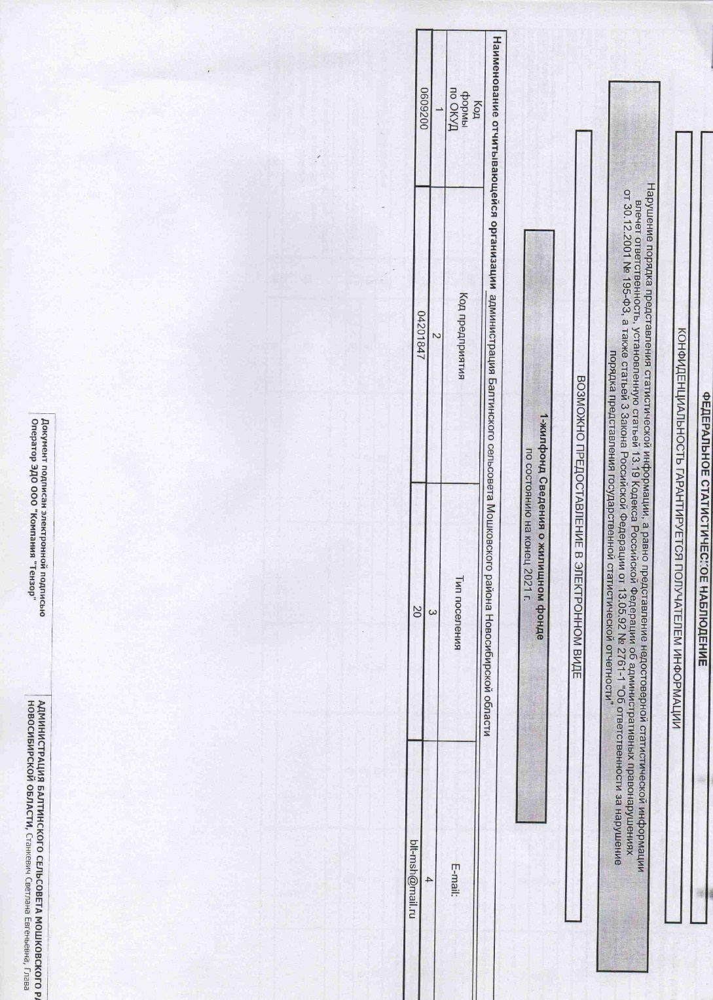 ФЕДЕРАЛЬНОЕ СТАТИСТИЧЕСКОЕ НАБЛЮДЕНИЕ
КОНФИДЕНЦИАЛЬНОСТЬ ГАРАНТИРУЕТСЯ ПОЛУЧАТЕЛЕМ ИНФОРМАЦИИ
Нарушение порядка представления статистической информации, а равно представление недостоверной статистической информации
влечет ответственность, установленную статьей 13.19 Кодекса Российской Федерации об административных правонарушениях
от 30.12.2001 № 195-ФЗ, а также статьей 3 Закона Российской Федерации от 13.05.92 № 2761-1 "Об ответственности за нарушение
порядка представления государственной статистической отчетности"
ВОЗМОЖНО ПРЕДОСТАВЛЕНИЕ В ЭЛЕКТРОННОМ ВИДЕ
1-жилфонд Сведения о жилищном фонде
по состоянию на конец 2021 г.
Наименование отчитывающейся организации администрация Балтинского сельсовета Мошковского района Новосибирской области
Код
формы
по ОКУД
Код предприятия
Тип поселения
E-mail:
1
2
3
4
0609200
04201847
20
blt-msh@mail.ru
Документ подписан электронной подписью
Оператор ЭДО ООО "Компания "Тензор"
АДМИНИСТРАЦИЯ БАЛТИНСКОГО СЕЛЬСОВЕТА МОШКОВСКОГО РА
НОВОСИБИРСКОЙ ОБЛАСТИ, Станкевич Светлана Евгеньевна, Глава